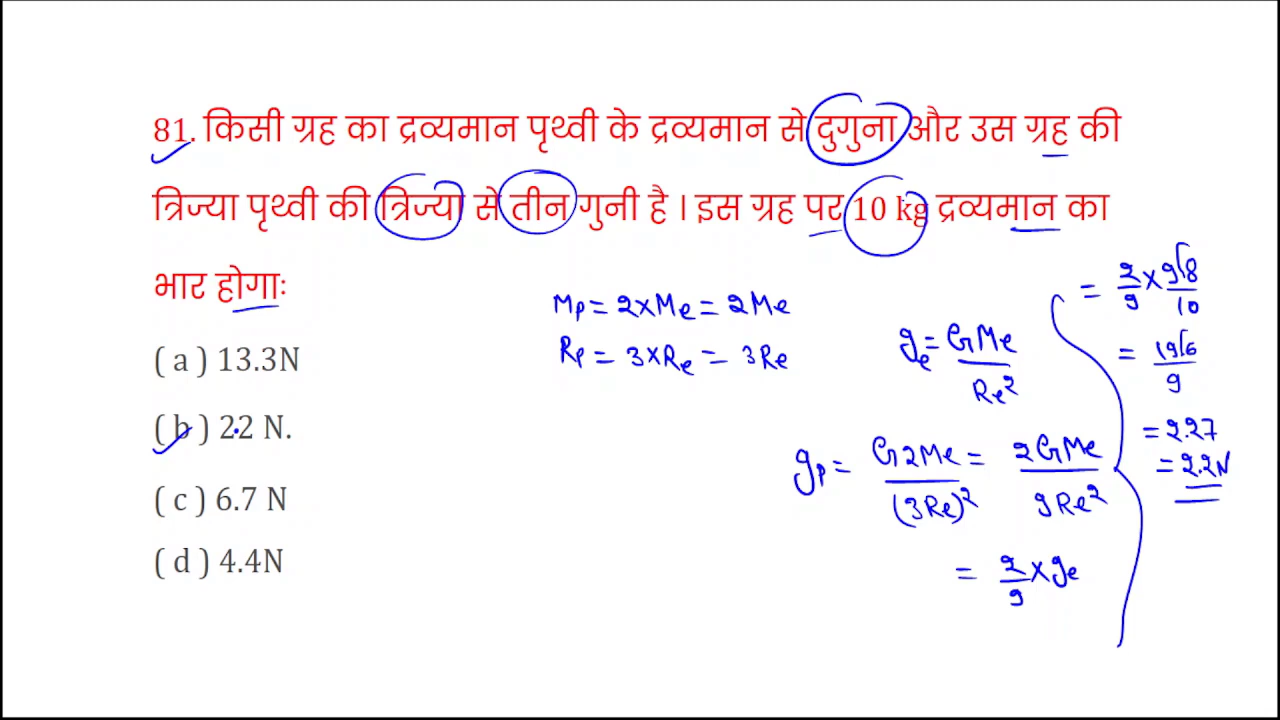 81. किसी ग्रह का द्रव्यमान पृथ्वी के द्रव्यमान से दुगुना और उस ग्रह की
त्रिज्या पृथ्वी की त्रिज्या से तीन गुनी है । इस ग्रह पर 10 kg द्रव्यमान का
भार होगाः
( a ) 13.3N
( b ) 22 N.
( c ) 6.7 N
( d ) 4.4N
Mp = 2×Me = 2Me
Rp = 3×Re = 3Re
ge = GMe / Re²
gp = G2Me / (3Re)² = 2GMe / 9Re²
= 2/9 × ge
= 2/9 × 9.8/10
= 19.6/9
= 2.27
= 2.2N